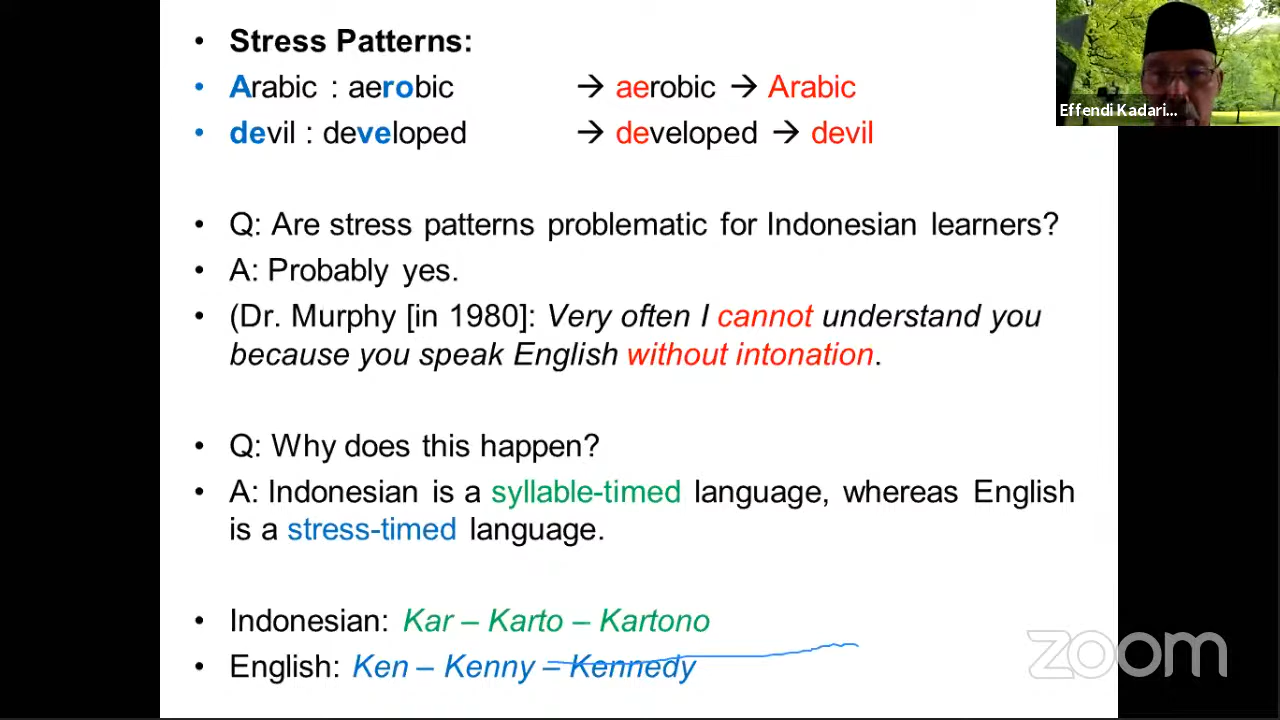 • Stress Patterns:
• Arabic : aerobic → aerobic → Arabic
• devil : developed → developed → devil
• Q: Are stress patterns problematic for Indonesian learners?
• A: Probably yes.
• (Dr. Murphy [in 1980]: Very often I cannot understand you
because you speak English without intonation.
• Q: Why does this happen?
• A: Indonesian is a syllable-timed language, whereas English
is a stress-timed language.
• Indonesian: Kar – Karto – Kartono
• English: Ken – Kenny – Kennedy
Effendi Kadari...
zoom